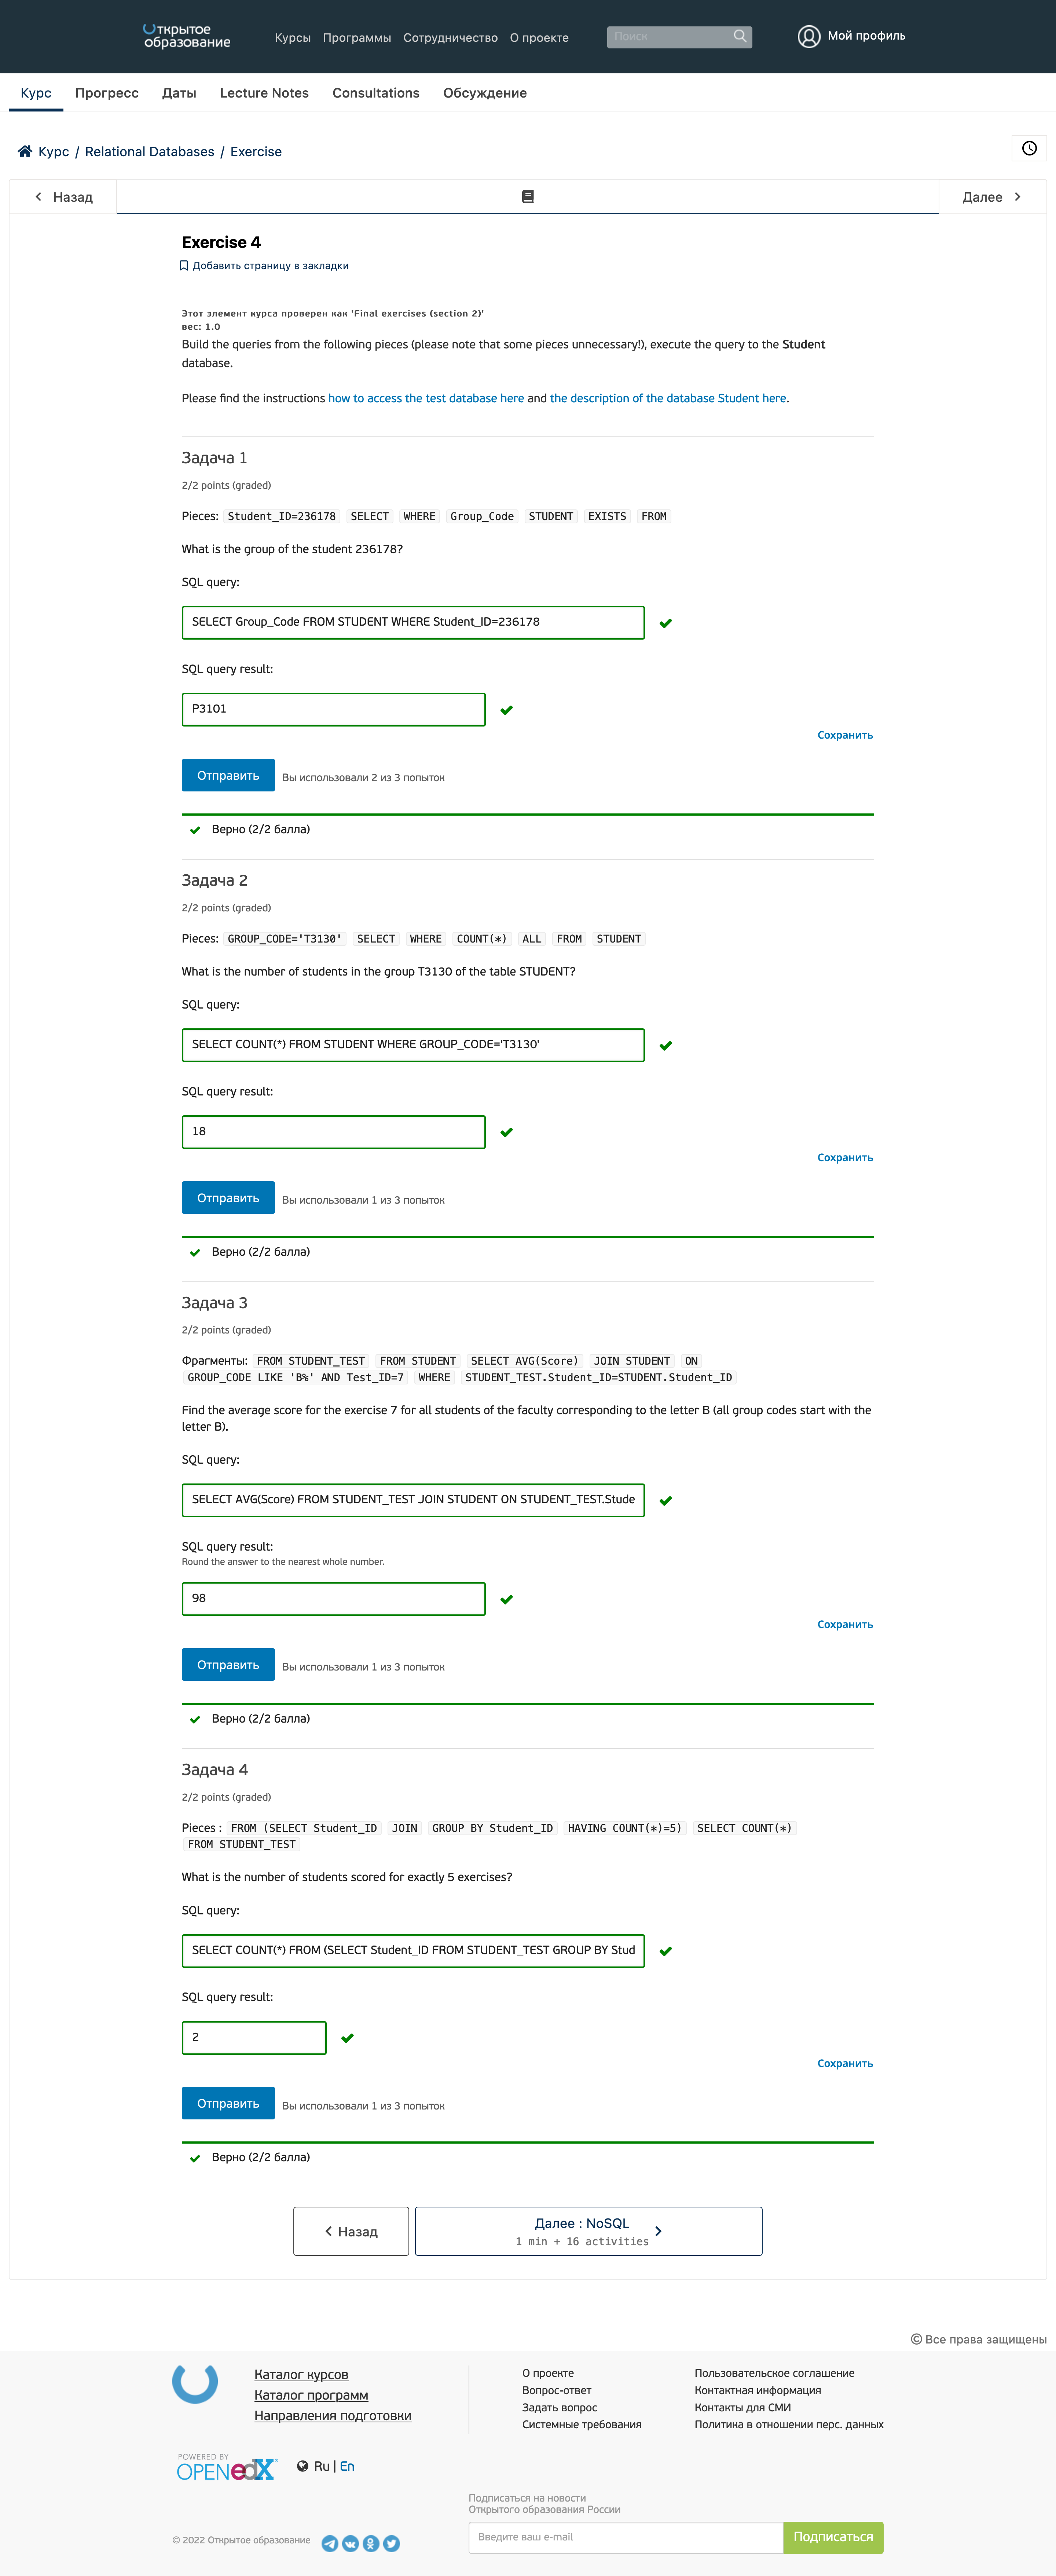 Открытое
образование
Курсы Программы Сотрудничество О проекте
Поиск
Мой профиль
Курс Прогресс Даты Lecture Notes Consultations Обсуждение
Курс / Relational Databases / Exercise
Назад
Далее
Exercise 4
Добавить страницу в закладки
Этот элемент курса проверен как 'Final exercises (section 2)'
вес: 1.0
Build the queries from the following pieces (please note that some pieces unnecessary!), execute the query to the Student
database.
Please find the instructions how to access the test database here and the description of the database Student here.
Задача 1
2/2 points (graded)
Pieces: Student_ID=236178 SELECT WHERE Group_Code STUDENT EXISTS FROM
What is the group of the student 236178?
SQL query:
SELECT Group_Code FROM STUDENT WHERE Student_ID=236178
SQL query result:
P3101
Сохранить
Отправить Вы использовали 2 из 3 попыток
Верно (2/2 балла)
Задача 2
2/2 points (graded)
Pieces: GROUP_CODE='T3130' SELECT WHERE COUNT(*) ALL FROM STUDENT
What is the number of students in the group T3130 of the table STUDENT?
SQL query:
SELECT COUNT(*) FROM STUDENT WHERE GROUP_CODE='T3130'
SQL query result:
18
Сохранить
Отправить Вы использовали 1 из 3 попыток
Верно (2/2 балла)
Задача 3
2/2 points (graded)
Фрагменты: FROM STUDENT_TEST FROM STUDENT SELECT AVG(Score) JOIN STUDENT ON
GROUP_CODE LIKE 'B%' AND Test_ID=7 WHERE STUDENT_TEST.Student_ID=STUDENT.Student_ID
Find the average score for the exercise 7 for all students of the faculty corresponding to the letter B (all group codes start with the
letter B).
SQL query:
SELECT AVG(Score) FROM STUDENT_TEST JOIN STUDENT ON STUDENT_TEST.Stude
SQL query result:
Round the answer to the nearest whole number.
98
Сохранить
Отправить Вы использовали 1 из 3 попыток
Верно (2/2 балла)
Задача 4
2/2 points (graded)
Pieces : FROM (SELECT Student_ID JOIN GROUP BY Student_ID HAVING COUNT(*)=5) SELECT COUNT(*)
FROM STUDENT_TEST
What is the number of students scored for exactly 5 exercises?
SQL query:
SELECT COUNT(*) FROM (SELECT Student_ID FROM STUDENT_TEST GROUP BY Stud
SQL query result:
2
Сохранить
Отправить Вы использовали 1 из 3 попыток
Верно (2/2 балла)
Назад
Далее : NoSQL
1 min + 16 activities
© Все права защищены
Каталог курсов
Каталог программ
Направления подготовки
О проекте
Вопрос-ответ
Задать вопрос
Системные требования
Пользовательское соглашение
Контактная информация
Контакты для СМИ
Политика в отношении перс. данных
POWERED BY
OPEN edX
Ru | En
Подписаться на новости
Открытого образования России
© 2022 Открытое образование
Введите ваш e-mail
Подписаться